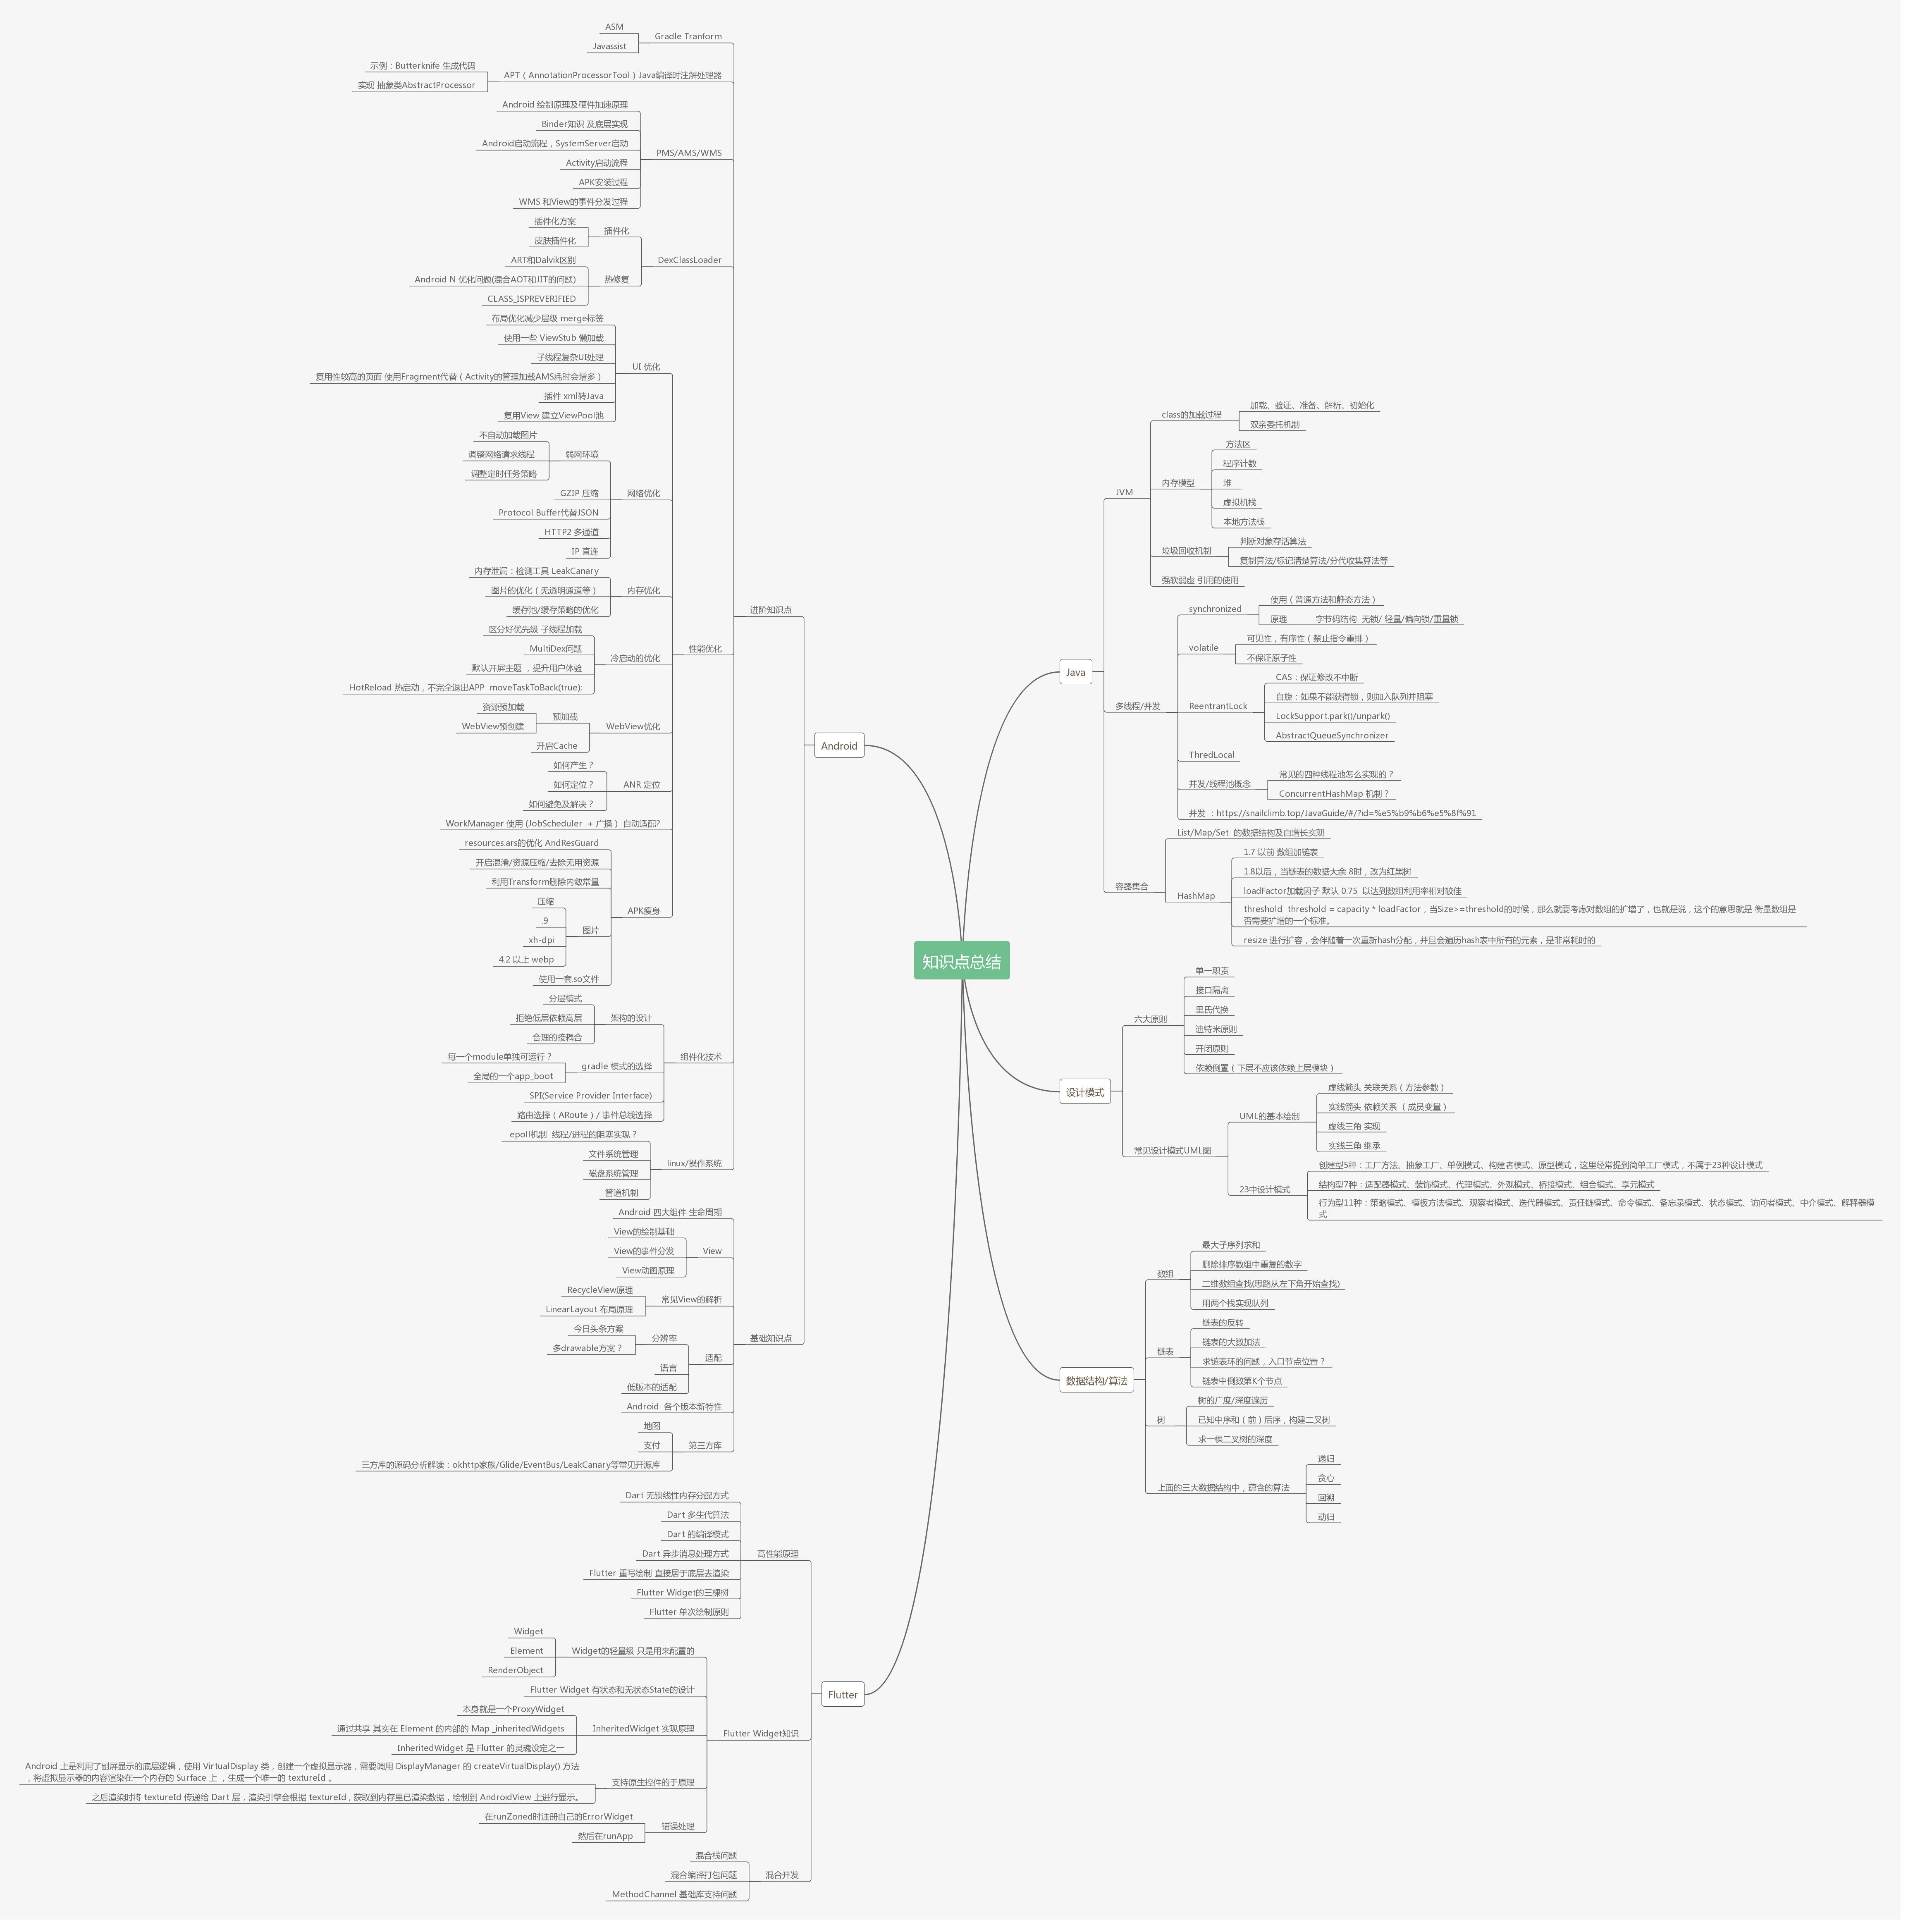 知识点总结
Android
进阶知识点
Gradle Tranform
ASM
Javassist
APT（AnnotationProcessorTool）Java编译时注解处理器
示例：Butterknife 生成代码
实现 抽象类AbstractProcessor
PMS/AMS/WMS
Android 绘制原理及硬件加速原理
Binder知识 及底层实现
Android启动流程，SystemServer启动
Activity启动流程
APK安装过程
WMS 和View的事件分发过程
DexClassLoader
插件化
插件化方案
皮肤插件化
热修复
ART和Dalvik区别
Android N 优化问题(混合AOT和JIT的问题)
CLASS_ISPREVERIFIED
性能优化
UI 优化
布局优化减少层级 merge标签
使用一些 ViewStub 懒加载
子线程复杂UI处理
复用性较高的页面 使用Fragment代替（Activity的管理加载AMS耗时会增多）
插件 xml转Java
复用View 建立ViewPool池
网络优化
弱网环填
不自动加载图片
调整网络请求线程
调整定时任务策略
GZIP 压缩
Protocol Buffer代替JSON
HTTP2 多通道
IP 直连
内存优化
内存泄漏：检测工具 LeakCanary
图片的优化（无透明通道等）
缓存池/缓存策略的优化
冷启动的优化
区分好优先级 子线程加载
MultiDex问题
默认开屏主题 ，提升用户体验
HotReload 热启动，不完全退出APP  moveTaskToBack(true);
WebView优化
预加载
资源预加载
WebView预创建
开启Cache
ANR 定位
如何产生？
如何定位？
如何避免及解决？
WorkManager 使用 (JobScheduler  + 广播 )  自动适配?
APK瘦身
resources.ars的优化 AndResGuard
开启混淆/资源压缩/去除无用资源
利用Transform删除内敛常量
图片
压缩
.9
xh-dpi
4.2 以上 webp
使用一套.so文件
组件化技术
架构的设计
分层模式
拒绝低层依赖高层
合理的接耦合
gradle 模式的选择
每一个module单独可运行？
全局的一个app_boot
SPI(Service Provider Interface)
路由选择（ARoute）/ 事件总线选择
linux/操作系统
epoll机制  线程/进程的阻塞实现？
文件系统管理
磁盘系统管理
管道机制
基础知识点
Android 四大组件 生命周期
View
View的绘制基础
View的事件分发
View动画原理
常见View的解析
RecycleView原理
LinearLayout 布局原理
适配
分辨率
今日头条方案
多drawable方案？
语言
低版本的适配
Android  各个版本新特性
第三方库
地图
支付
三方库的源码分析解读：okhttp家族/Glide/EventBus/LeakCanary等常见开源库
Flutter
高性能原理
Dart 无锁线性内存分配方式
Dart 多生代算法
Dart 的编译模式
Dart 异步消息处理方式
Flutter 重写绘制 直接居于底层去渲染
Flutter Widget的三棵树
Flutter 单次绘制原则
Flutter Widget知识
Widget的轻量级 只是用来配置的
Widget
Element
RenderObject
Flutter Widget 有状态和无状态State的设计
InheritedWidget 实现原理
本身就是一个ProxyWidget
通过共享 其实在 Element 的内部的 Map _inheritedWidgets
InheritedWidget 是 Flutter 的灵魂设定之一
支持原生控件的于原理
Android 上是利用了副屏显示的底层逻辑，使用 VirtualDisplay 类，创建一个虚拟显示器，需要调用 DisplayManager 的 createVirtualDisplay() 方法
，将虚拟显示器的内容渲染在一个内存的 Surface 上 ，生成一个唯一的 textureId 。
之后渲染时将 textureId 传递给 Dart 层，渲染引擎会根据 textureId , 获取到内存里已渲染数据，绘制到 AndroidView 上进行显示。
错误处理
在runZoned时注册自己的ErrorWidget
然后在runApp
混合开发
混合栈问题
混合编译打包问题
MethodChannel 基础库支持问题
Java
JVM
class的加载过程
加载、验证、准备、解析、初始化
双亲委托机制
内存模型
方法区
程序计数
堆
虚拟机栈
本地方法栈
垃圾回收机制
判断对象存活算法
复制算法/标记清楚算法/分代收集算法等
强软弱虚 引用的使用
多线程/并发
synchronized
使用（普通方法和静态方法）
原理
字节码结构  无锁/ 轻量/偏向锁/重量锁
volatile
可见性，有序性（禁止指令重排）
不保证原子性
ReentrantLock
CAS：保证修改不中断
自旋：如果不能获得锁，则加入队列并阻塞
LockSupport.park()/unpark()
AbstractQueueSynchronizer
ThredLocal
并发/线程池概念
常见的四种线程池怎么实现的？
ConcurrentHashMap 机制？
并发 ：https://snailclimb.top/JavaGuide/#/?id=%e5%b9%b6%e5%8f%91
容器集合
List/Map/Set  的数据结构及自增长实现
HashMap
1.7 以前 数组加链表
1.8以后，当链表的数据大余 8时，改为红黑树
loadFactor加载因子 默认 0.75  以达到数组利用率相对较佳
threshold  threshold = capacity * loadFactor，当Size>=threshold的时候，那么就要考虑对数组的扩增了，也就是说，这个的意思就是 衡量数组是
否需要扩增的一个标准。
resize 进行扩容，会伴随着一次重新hash分配，并且会遍历hash表中所有的元素，是非常耗时的
设计模式
六大原则
单一职责
接口隔离
里氏代换
迪特米原则
开闭原则
依赖倒置（下层不应该依赖上层模块）
常见设计模式UML图
UML的基本绘制
虚线箭头 关联关系（方法参数）
实线箭头 依赖关系 （成员变量）
虚线三角 实现
实线三角 继承
23中设计模式
创建型5种：工厂方法、抽象工厂、单例模式、构建者模式、原型模式，这里经常提到简单工厂模式，不属于23种设计模式
结构型7种：适配器模式、装饰模式、代理模式、外观模式、桥接模式、组合模式、享元模式
行为型11种：策略模式、模板方法模式、观察者模式、迭代器模式、责任链模式、命令模式、备忘录模式、状态模式、访问者模式、中介模式、解释器模
式
数据结构/算法
数组
最大子序列求和
删除排序数组中重复的数字
二维数组查找(思路从左下角开始查找)
用两个栈实现队列
链表
链表的反转
链表的大数加法
求链表环的问题，入口节点位置？
链表中倒数第K个节点
树
树的广度/深度遍历
已知中序和（前）后序，构建二叉树
求一棵二叉树的深度
上面的三大数据结构中，蕴含的算法
递归
贪心
回溯
动归